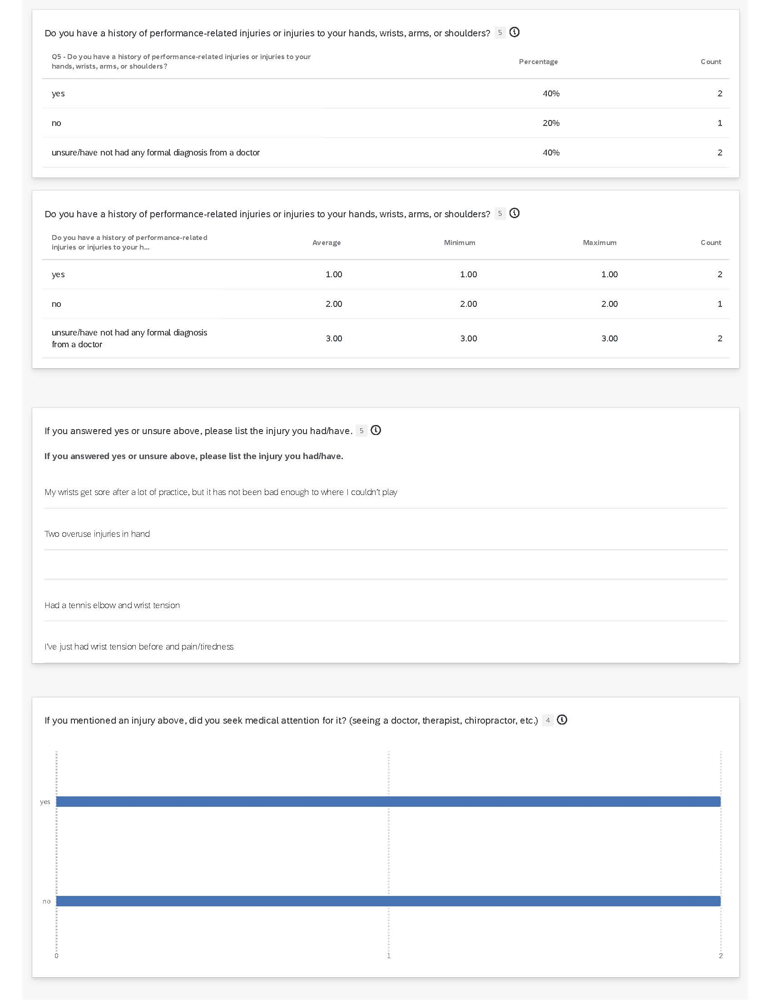 Do you have a history of performance-related injuries or injuries to your hands, wrists, arms, or shoulders? 5
Q5 - Do you have a history of performance-related injuries or injuries to your
hands, wrists, arms, or shoulders?
Percentage
Count
yes 40% 2
no 20% 1
unsure/have not had any formal diagnosis from a doctor 40% 2
Do you have a history of performance-related injuries or injuries to your hands, wrists, arms, or shoulders? 5
Do you have a history of performance-related
injuries or injuries to your h...
Average
Minimum
Maximum
Count
yes 1.00 1.00 1.00 2
no 2.00 2.00 2.00 1
unsure/have not had any formal diagnosis
from a doctor
3.00 3.00 3.00 2
If you answered yes or unsure above, please list the injury you had/have. 5
If you answered yes or unsure above, please list the injury you had/have.
My wrists get sore after a lot of practice, but it has not been bad enough to where I couldn't play
Two overuse injuries in hand
Had a tennis elbow and wrist tension
I've just had wrist tension before and pain/tiredness
If you mentioned an injury above, did you seek medical attention for it? (seeing a doctor, therapist, chiropractor, etc.) 4
yes
no
0 1 2